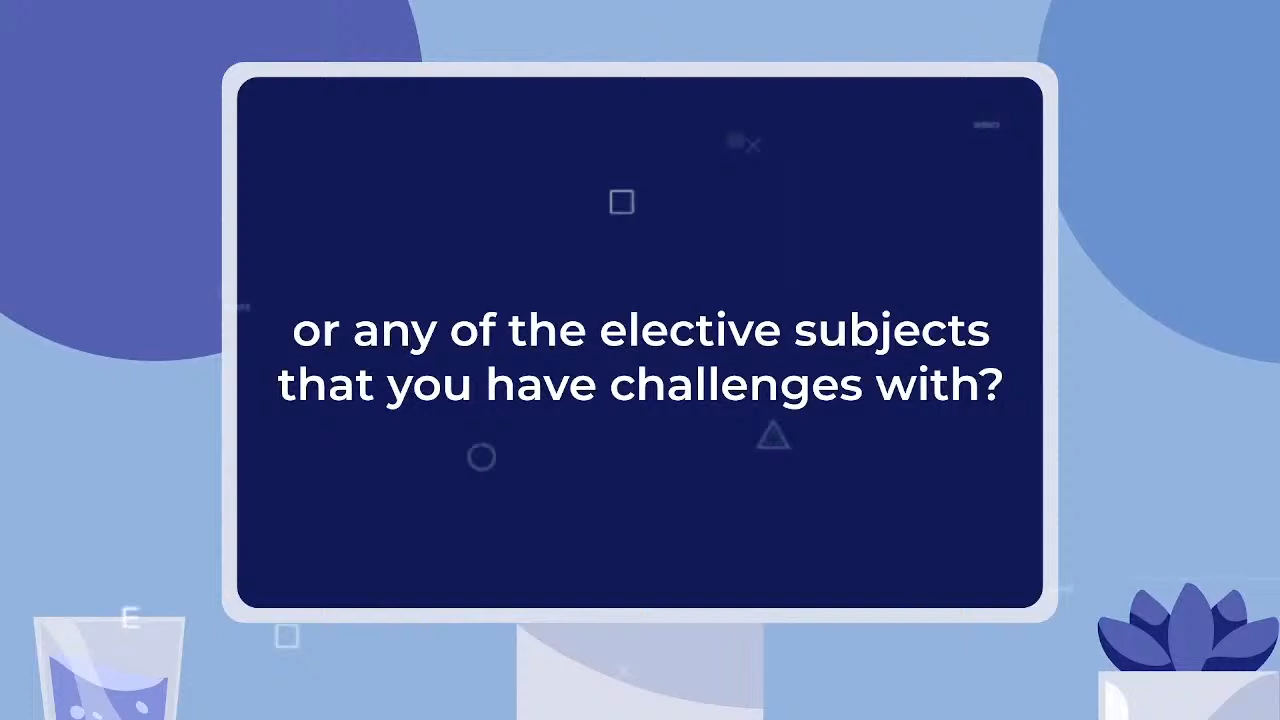 or any of the elective subjects
that you have challenges with?
E